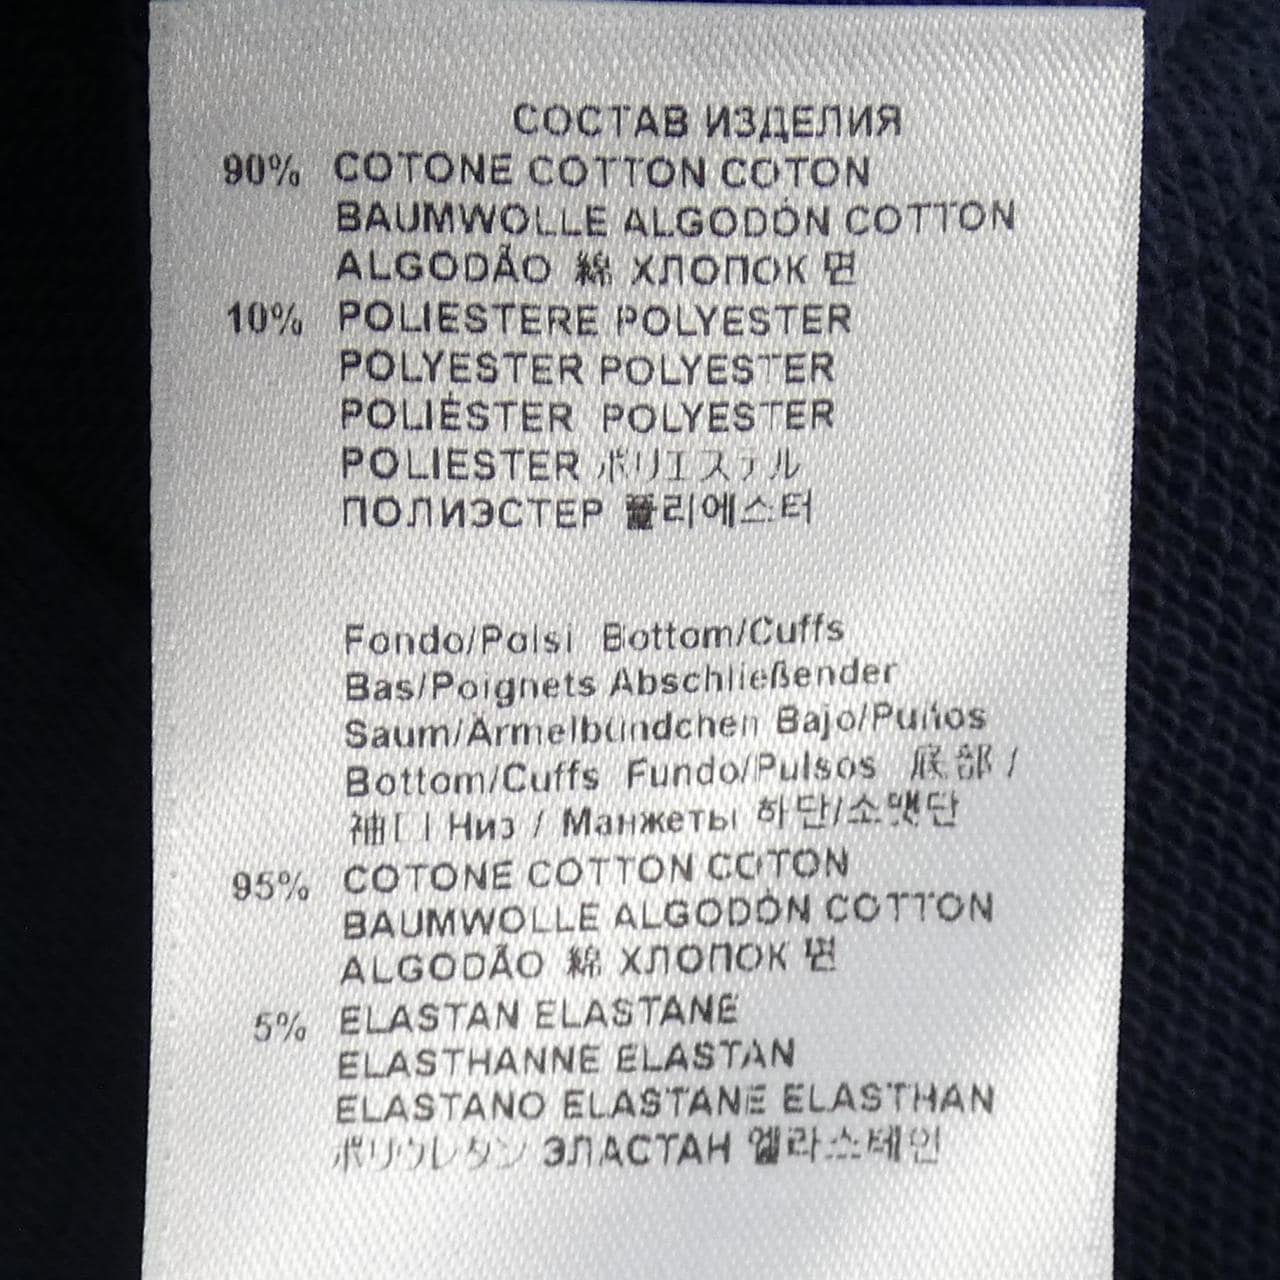 СОСТАВ ИЗДЕЛИЯ
90% COTONE COTTON COTON
BAUMWOLLE ALGODÓN COTTON
ALGODÃO 綿 ХЛОПОК 면
10% POLIESTERE POLYESTER
POLYESTER POLYESTER
POLIÉSTER POLYESTER
POLIESTER ポリエステル
ПОЛИЭСТЕР 폴리에스터
Fondo/Polsi Bottom/Cuffs
Bas/Poignets Abschließender
Saum/Ärmelbündchen Bajo/Puños
Bottom/Cuffs Fundo/Pulsos 底部 /
袖口 Низ / Манжеты 하단/소맷단
95% COTONE COTTON COTON
BAUMWOLLE ALGODÓN COTTON
ALGODÃO 綿 ХЛОПОК 면
5% ELASTAN ELASTANE
ELASTHANNE ELASTAN
ELASTANO ELASTANE ELASTHAN
ポリウレタン ЭЛАСТАН 엘라스테인